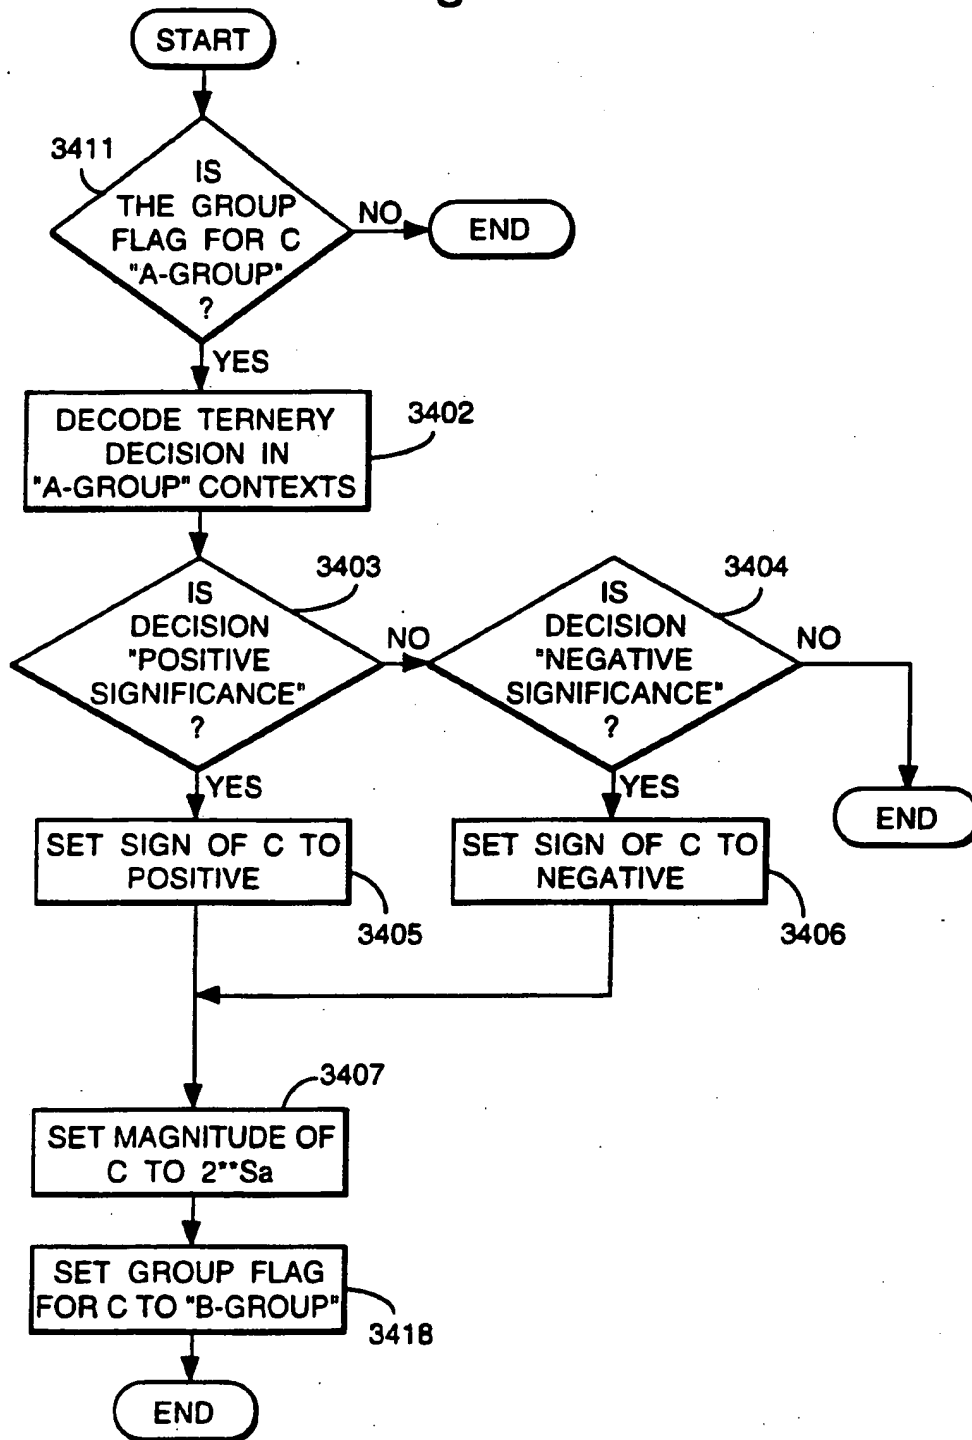 START
3411
IS
THE GROUP
FLAG FOR C
"A-GROUP"
?
NO
END
YES
DECODE TERNERY
DECISION IN
"A-GROUP" CONTEXTS
3402
3403
IS
DECISION
"POSITIVE
SIGNIFICANCE"
?
NO
3404
IS
DECISION
"NEGATIVE
SIGNIFICANCE"
?
NO
END
YES
YES
SET SIGN OF C TO
POSITIVE
3405
SET SIGN OF C TO
NEGATIVE
3406
3407
SET MAGNITUDE OF
C TO 2**Sa
SET GROUP FLAG
FOR C TO "B-GROUP"
3418
END